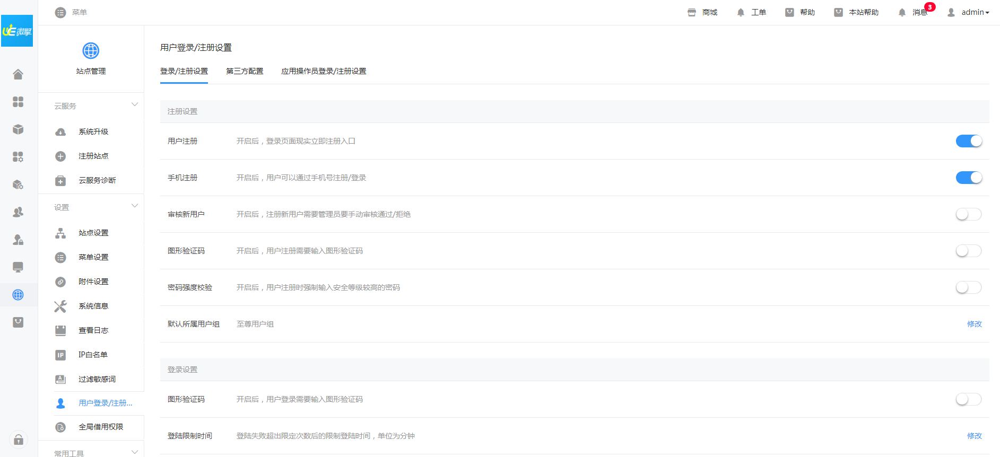 菜单
商城
工单
帮助
本站帮助
消息
3
admin
UE微擎
站点管理
云服务
系统升级
注册站点
云服务诊断
设置
站点设置
菜单设置
附件设置
系统信息
查看日志
IP
IP白名单
A
过滤敏感词
用户登录/注册...
全局借用权限
常用工具
用户登录/注册设置
登录/注册设置 第三方配置 应用操作员登录/注册设置
注册设置
用户注册 开启后，登录页面现实立即注册入口
手机注册 开启后，用户可以通过手机号注册/登录
审核新用户 开启后，注册新用户需要管理员要手动审核通过/拒绝
图形验证码 开启后，用户注册需要输入图形验证码
密码强度校验 开启后，用户注册时强制输入安全等级较高的密码
默认所属用户组 至尊用户组 修改
登录设置
图形验证码 开启后，用户登录需要输入图形验证码
登陆限制时间 登陆失败超出限定次数后的限制登陆时间，单位为分钟 修改